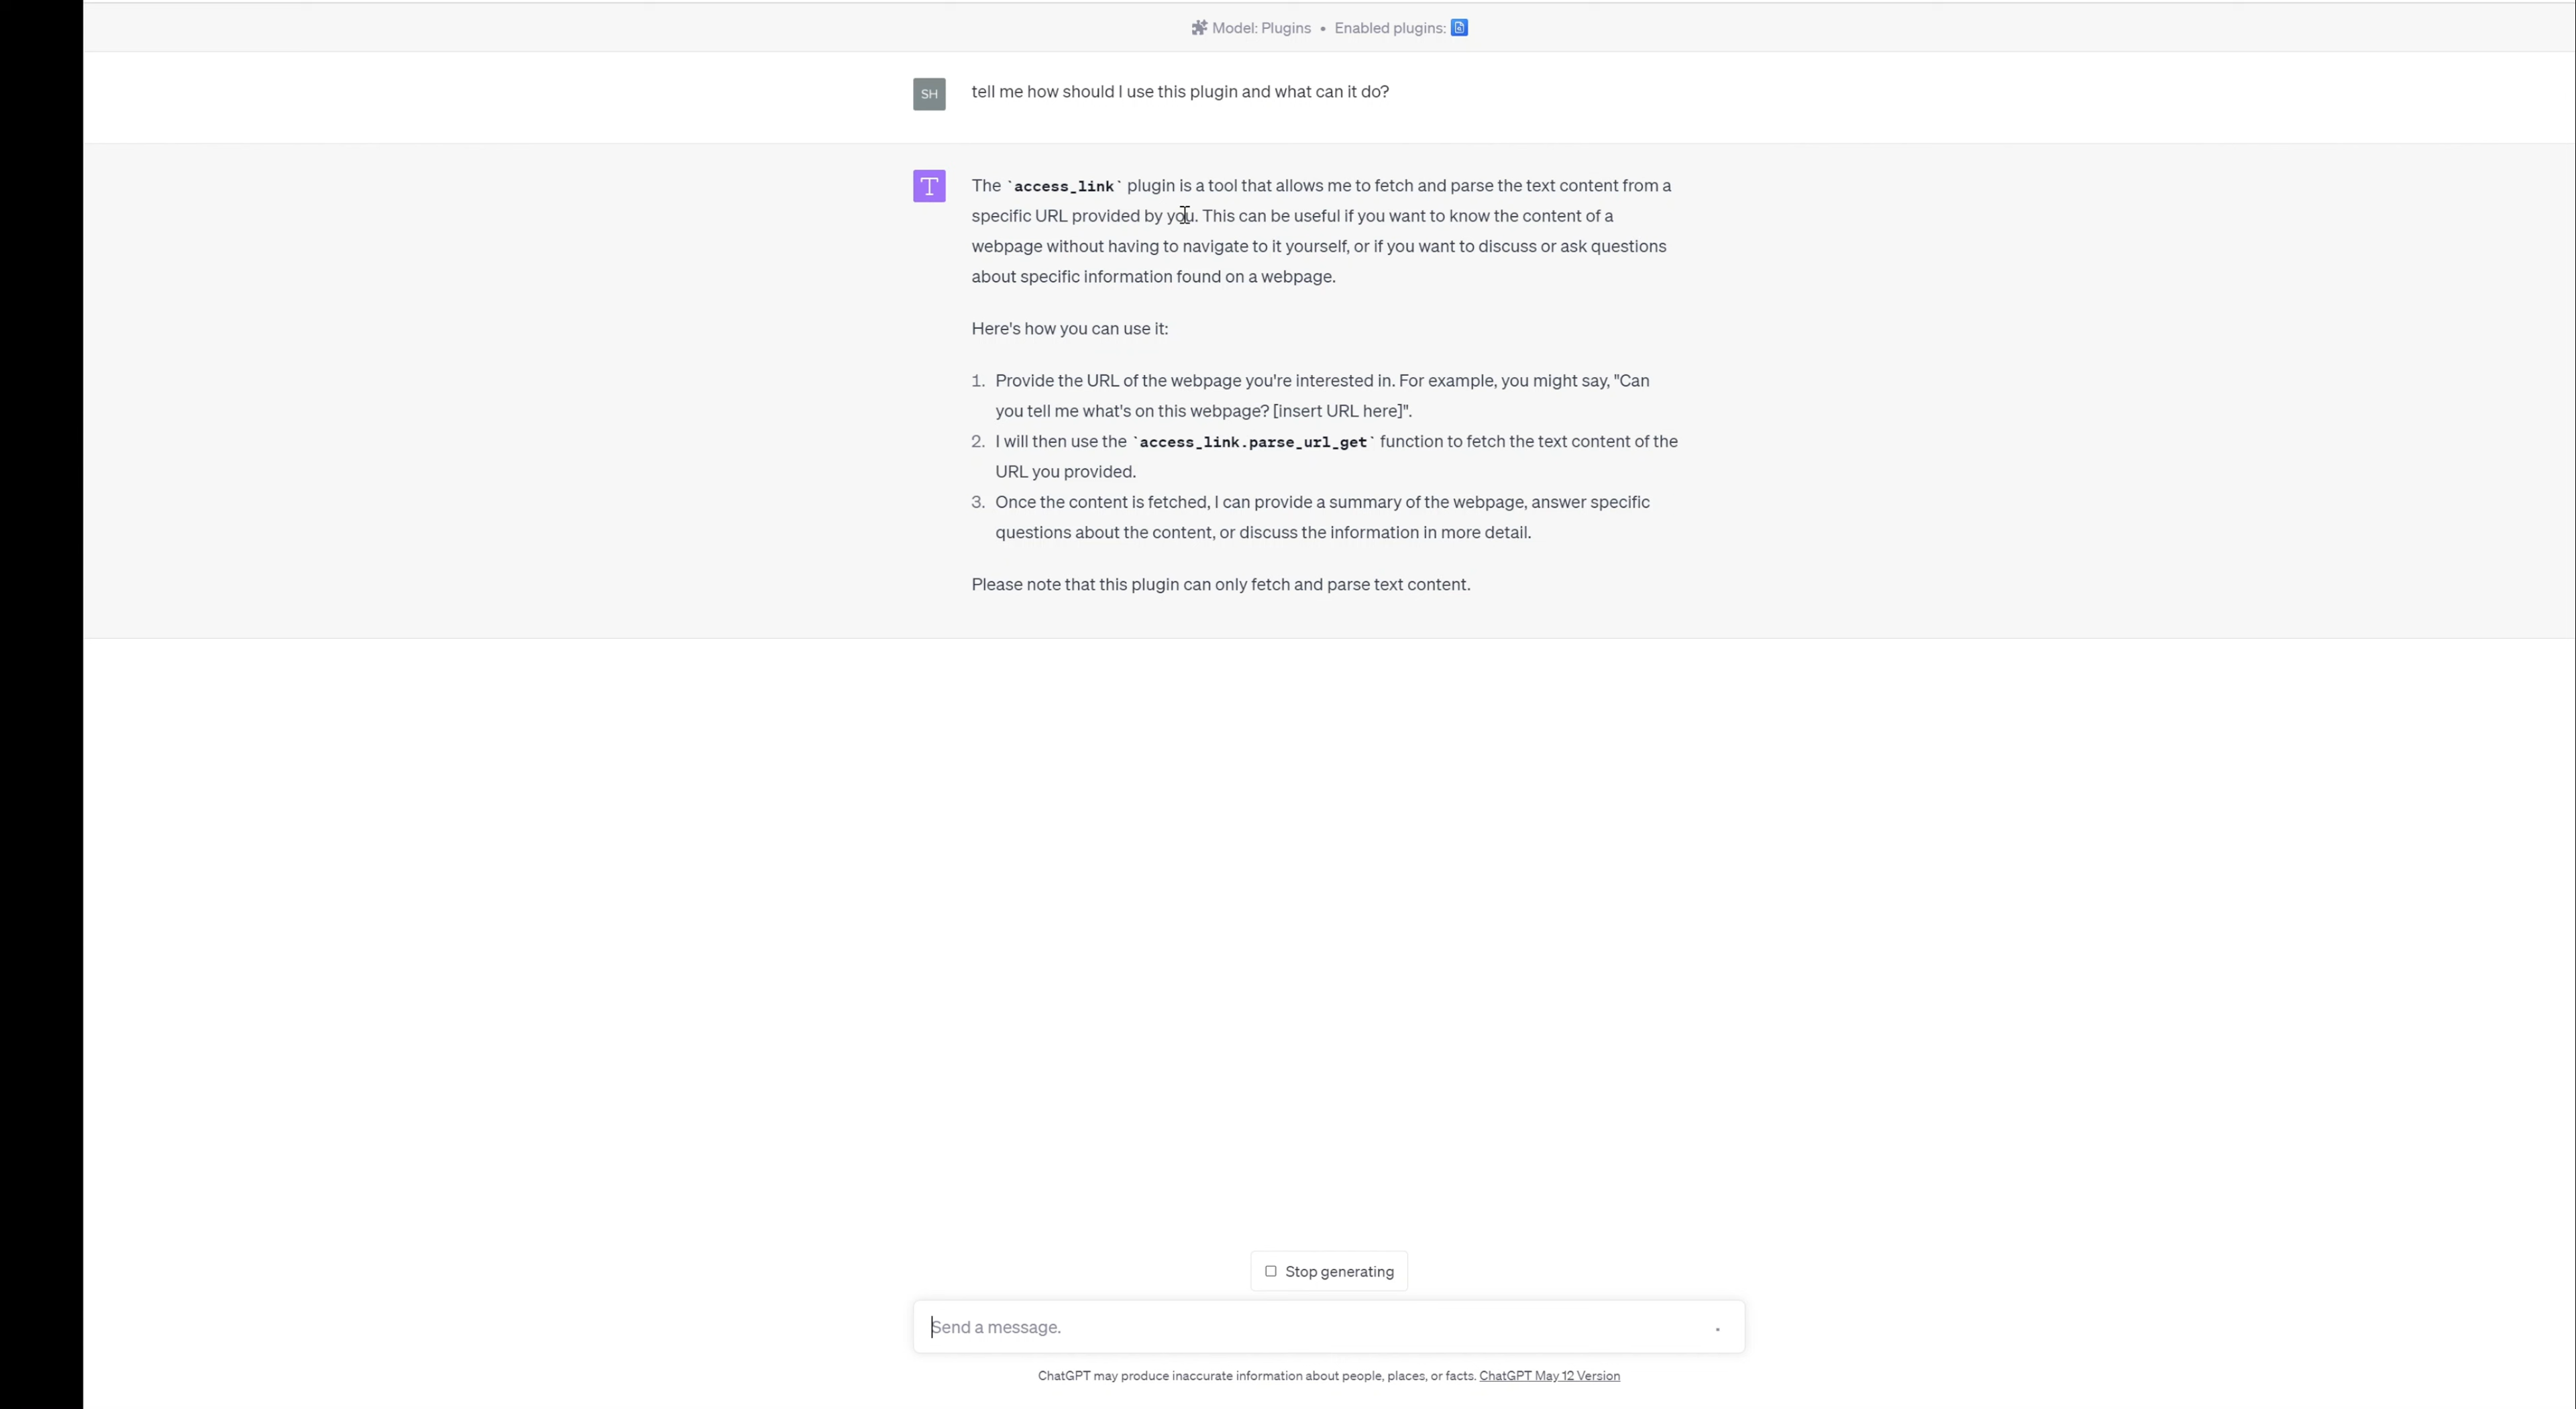 Model: Plugins • Enabled plugins:
SH
tell me how should I use this plugin and what can it do?
T
The `access_link` plugin is a tool that allows me to fetch and parse the text content from a
specific URL provided by you. This can be useful if you want to know the content of a
webpage without having to navigate to it yourself, or if you want to discuss or ask questions
about specific information found on a webpage.
Here's how you can use it:
1. Provide the URL of the webpage you're interested in. For example, you might say, "Can
you tell me what's on this webpage? [insert URL here]".
2. I will then use the `access_link.parse_url_get` function to fetch the text content of the
URL you provided.
3. Once the content is fetched, I can provide a summary of the webpage, answer specific
questions about the content, or discuss the information in more detail.
Please note that this plugin can only fetch and parse text content.
Stop generating
Send a message.
ChatGPT may produce inaccurate information about people, places, or facts. ChatGPT May 12 Version